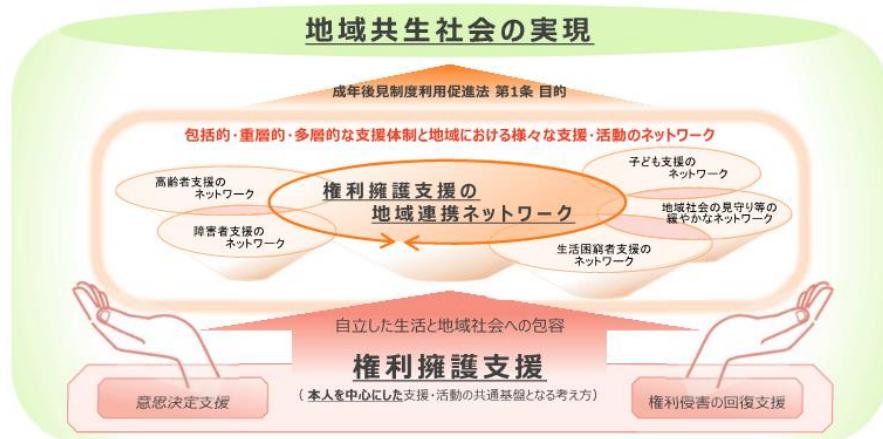 地域共生社会の実現
成年後見制度利用促進法 第1条 目的
包括的・重層的・多層的な支援体制と地域における様々な支援・活動のネットワーク
高齢者支援の
ネットワーク
障害者支援の
ネットワーク
権利擁護支援の
地域連携ネットワーク
子ども支援の
ネットワーク
地域社会の見守り等の
緩やかなネットワーク
生活困窮者支援の
ネットワーク
自立した生活と地域社会への包容
権利擁護支援
（本人を中心にした支援・活動の共通基盤となる考え方）
意思決定支援
権利侵害の回復支援